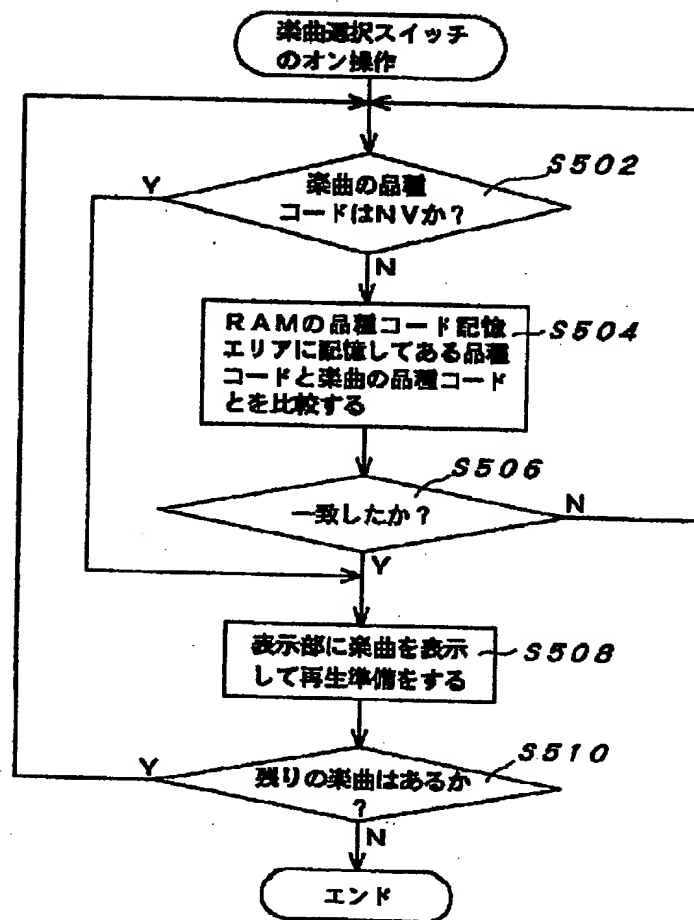 楽曲選択スイッチ
のオン操作
S502
Y
楽曲の品種
コードはNVか？
N
RAMの品種コード記憶
エリアに記憶してある品種
コードと楽曲の品種コード
とを比較する
S504
S506
一致したか？
N
Y
表示部に楽曲を表示
して再生準備をする
S508
S510
Y
残りの楽曲はあるか
？
N
エンド